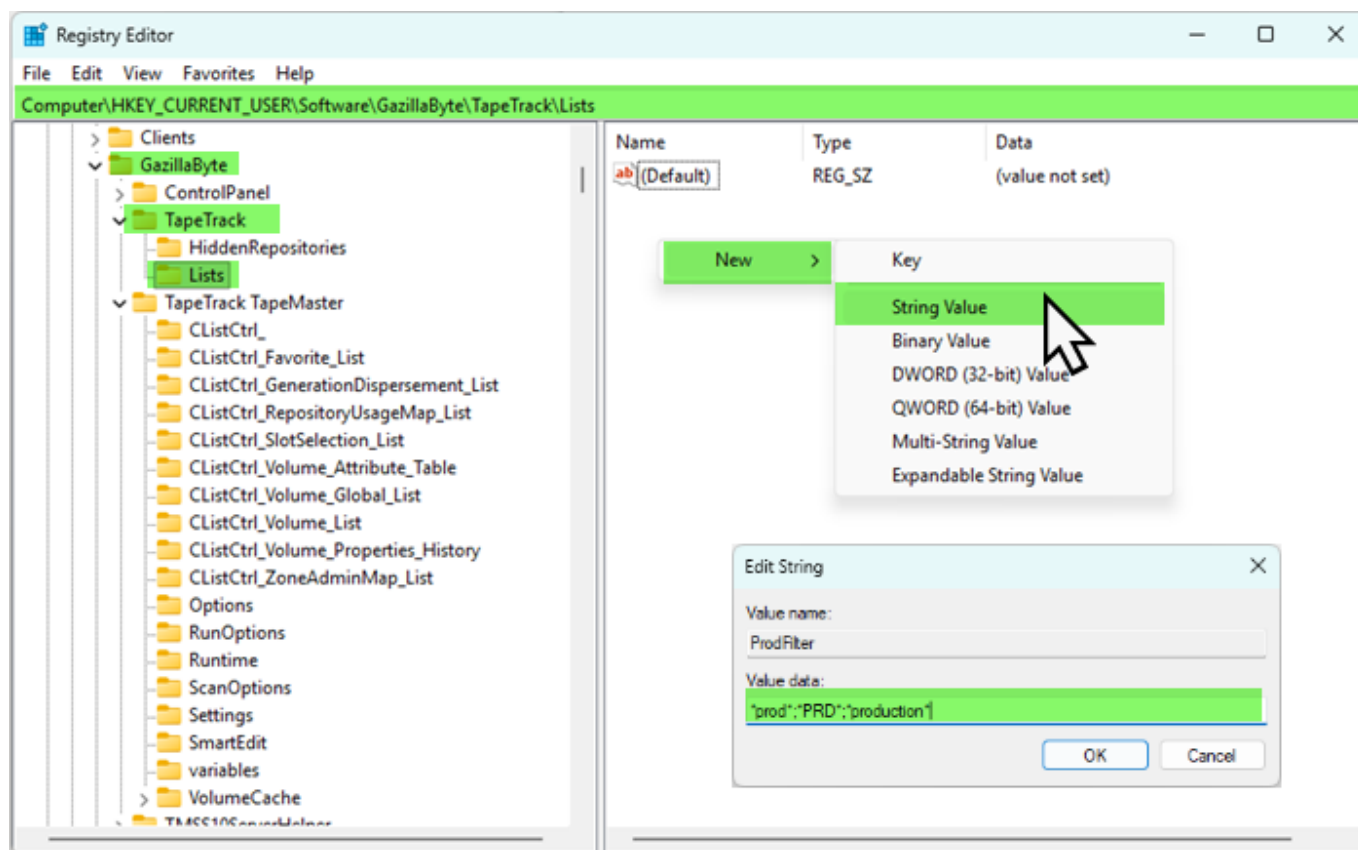 Registry Editor
File Edit View Favorites Help
Computer\HKEY_CURRENT_USER\Software\GazillaByte\TapeTrack\Lists
Clients
GazillaByte
ControlPanel
TapeTrack
HiddenRepositories
Lists
TapeTrack TapeMaster
CListCtrl_
CListCtrl_Favorite_List
CListCtrl_GenerationDispersement_List
CListCtrl_RepositoryUsageMap_List
CListCtrl_SlotSelection_List
CListCtrl_Volume_Attribute_Table
CListCtrl_Volume_Global_List
CListCtrl_Volume_List
CListCtrl_Volume_Properties_History
CListCtrl_ZoneAdminMap_List
Options
RunOptions
Runtime
ScanOptions
Settings
SmartEdit
variables
VolumeCache
TMSS10ServerHelper
Name Type Data
ab (Default) REG_SZ (value not set)
New > Key
String Value
Binary Value
DWORD (32-bit) Value
QWORD (64-bit) Value
Multi-String Value
Expandable String Value
Edit String
Value name:
ProdFilter
Value data:
*prod*;*PRD*;*production*
OK Cancel